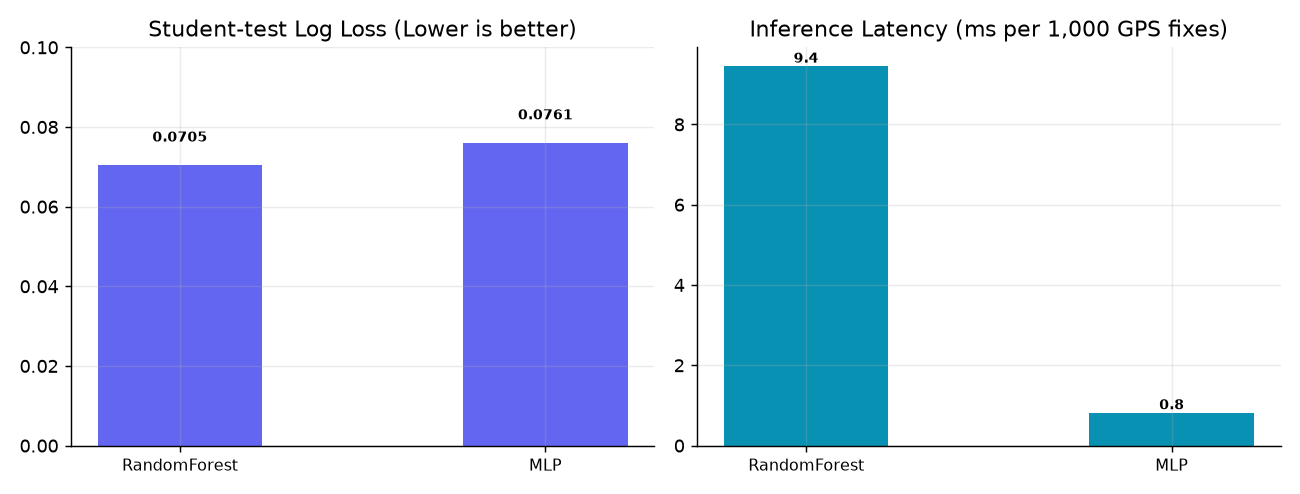 Student-test Log Loss (Lower is better)
0.10
0.08
0.06
0.04
0.02
0.00
0.0705
0.0761
RandomForest
MLP
Inference Latency (ms per 1,000 GPS fixes)
8
6
4
2
0
9.4
0.8
RandomForest
MLP